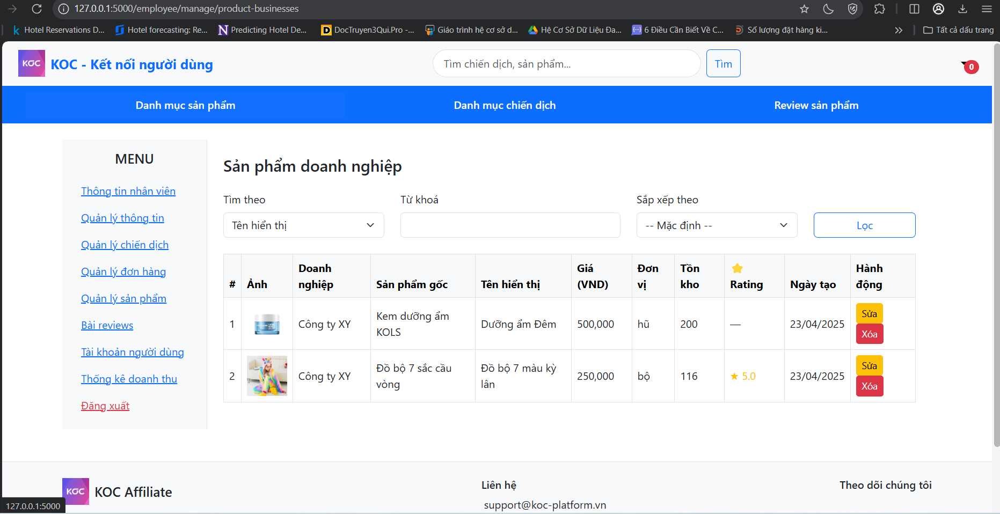 127.0.0.1:5000/employee/manage/product-businesses
Hotel Reservations D...
Hotel forecasting: Re...
Predicting Hotel De...
DocTruyen3Qui.Pro -...
Giáo trình hệ cơ sở d...
Hệ Cơ Sở Dữ Liệu Đa...
6 Điều Cần Biết Về C...
Số lượng đặt hàng ki...
Tất cả dấu trang
KOC
KOC - Kết nối người dùng
Tìm chiến dịch, sản phẩm...
Tìm
0
Danh mục sản phẩm
Danh mục chiến dịch
Review sản phẩm
MENU
Thông tin nhân viên
Quản lý thông tin
Quản lý chiến dịch
Quản lý đơn hàng
Quản lý sản phẩm
Bài reviews
Tài khoản người dùng
Thống kê doanh thu
Đăng xuất
Sản phẩm doanh nghiệp
Tìm theo
Từ khoá
Sắp xếp theo
Tên hiển thị
-- Mặc định --
Lọc
#
Ảnh
Doanh
nghiệp
Sản phẩm gốc
Tên hiển thị
Giá
(VND)
Đơn
vị
Tồn
kho
Rating
Ngày tạo
Hành
động
1
Công ty XY
Kem dưỡng ẩm
KOLS
Dưỡng ẩm Đêm
500,000
hũ
200
—
23/04/2025
Sửa
Xóa
2
Công ty XY
Đồ bộ 7 sắc cầu
vòng
Đồ bộ 7 màu kỳ
lân
250,000
bộ
116
★ 5.0
23/04/2025
Sửa
Xóa
KOC
KOC Affiliate
Liên hệ
support@koc-platform.vn
Theo dõi chúng tôi
127.0.0.1:5000